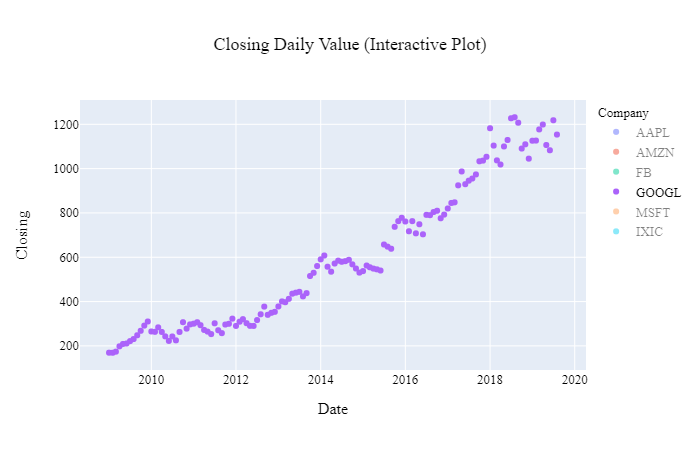 Closing Daily Value (Interactive Plot)
Company
AAPL
AMZN
FB
GOOGL
MSFT
IXIC
Closing
1200
1000
800
600
400
200
2010 2012 2014 2016 2018 2020
Date